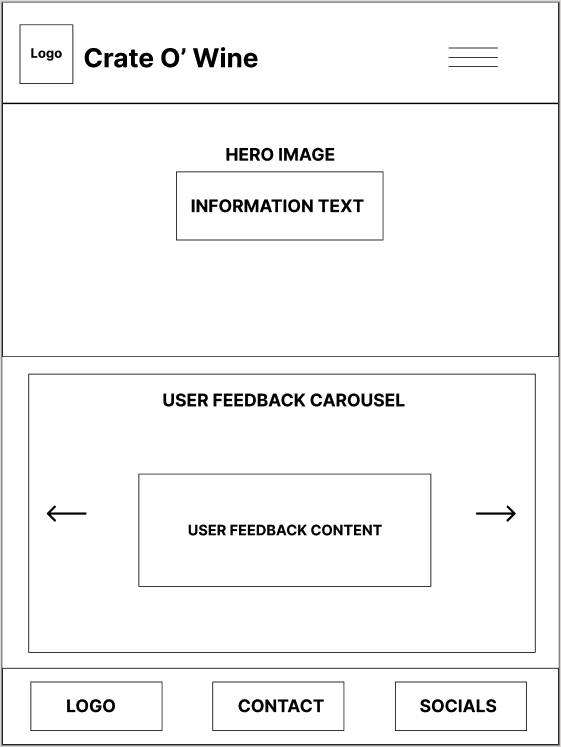 Logo
Crate O’ Wine
HERO IMAGE
INFORMATION TEXT
USER FEEDBACK CAROUSEL
USER FEEDBACK CONTENT
LOGO
CONTACT
SOCIALS